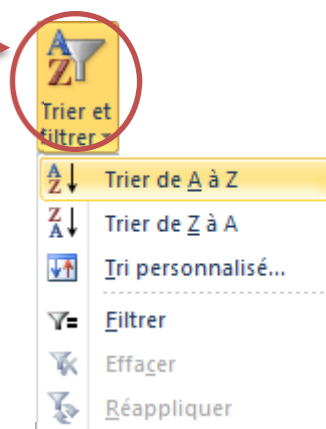 Trier et
filtrer
Trier de A à Z
Trier de Z à A
Tri personnalisé...
Filtrer
Effacer
Réappliquer